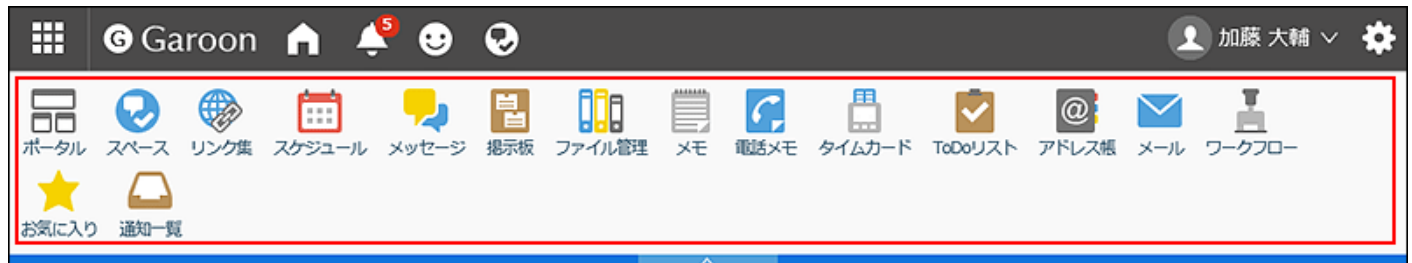 G Garoon 5 加藤 大輔
ポータル スペース リンク集 スケジュール メッセージ 掲示板 ファイル管理 メモ 電話メモ タイムカード ToDoリスト アドレス帳 メール ワークフロー
お気に入り 通知一覧